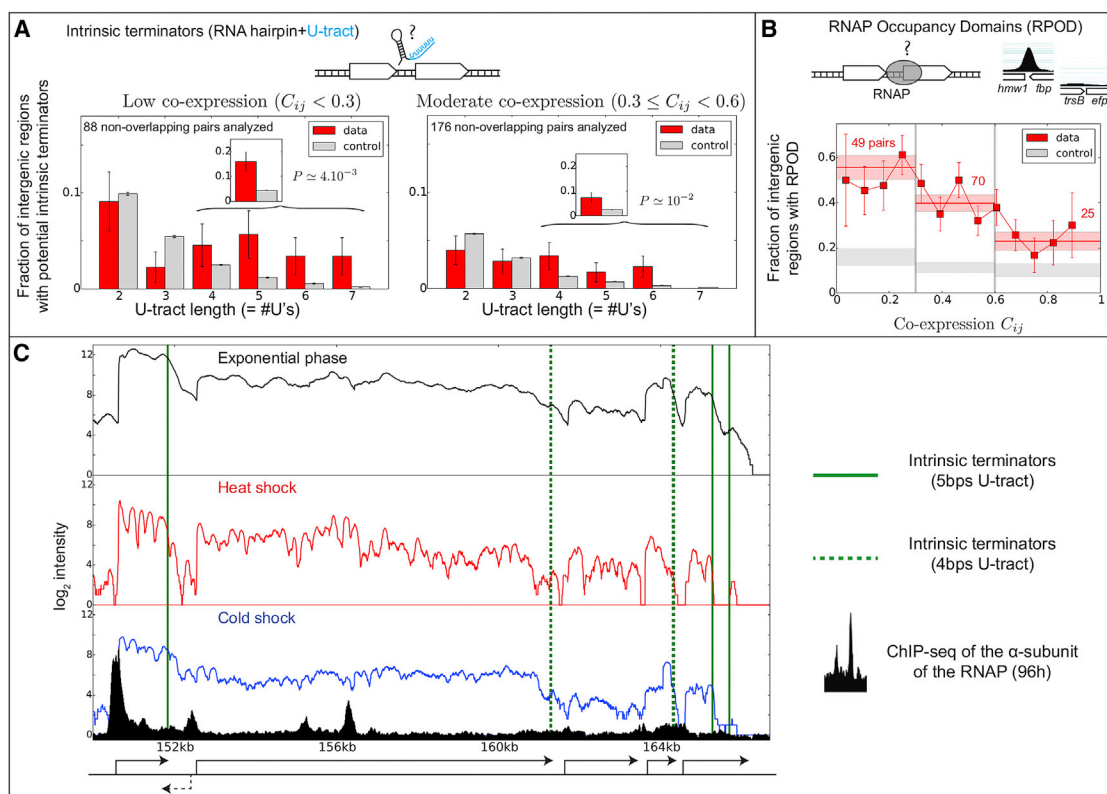 A
Intrinsic terminators (RNA hairpin+U-tract)
?
UUUUUU
Low co-expression (C_ij < 0.3)
88 non-overlapping pairs analyzed
data
control
P ≃ 4.10⁻³
0.1
0
0.1
0
2 3 4 5 6 7
U-tract length (= #U's)
Fraction of intergenic regions
with potential intrinsic terminators
Moderate co-expression (0.3 ≤ C_ij < 0.6)
176 non-overlapping pairs analyzed
data
control
P ≃ 10⁻²
0.1
0
0.1
0
2 3 4 5 6 7
U-tract length (= #U's)
B
RNAP Occupancy Domains (RPOD)
?
RNAP
hmw1 fbp
trsB efp
49 pairs
data
control
70
25
0.6
0.4
0.2
0
0 0.2 0.4 0.6 0.8 1
Co-expression C_ij
Fraction of intergenic
regions with RPOD
C
Exponential phase
12
8
4
0
Heat shock
12
8
4
0
Cold shock
12
8
4
0
log₂ intensity
152kb 156kb 160kb 164kb
Intrinsic terminators
(5bps U-tract)
Intrinsic terminators
(4bps U-tract)
ChIP-seq of the α-subunit
of the RNAP (96h)